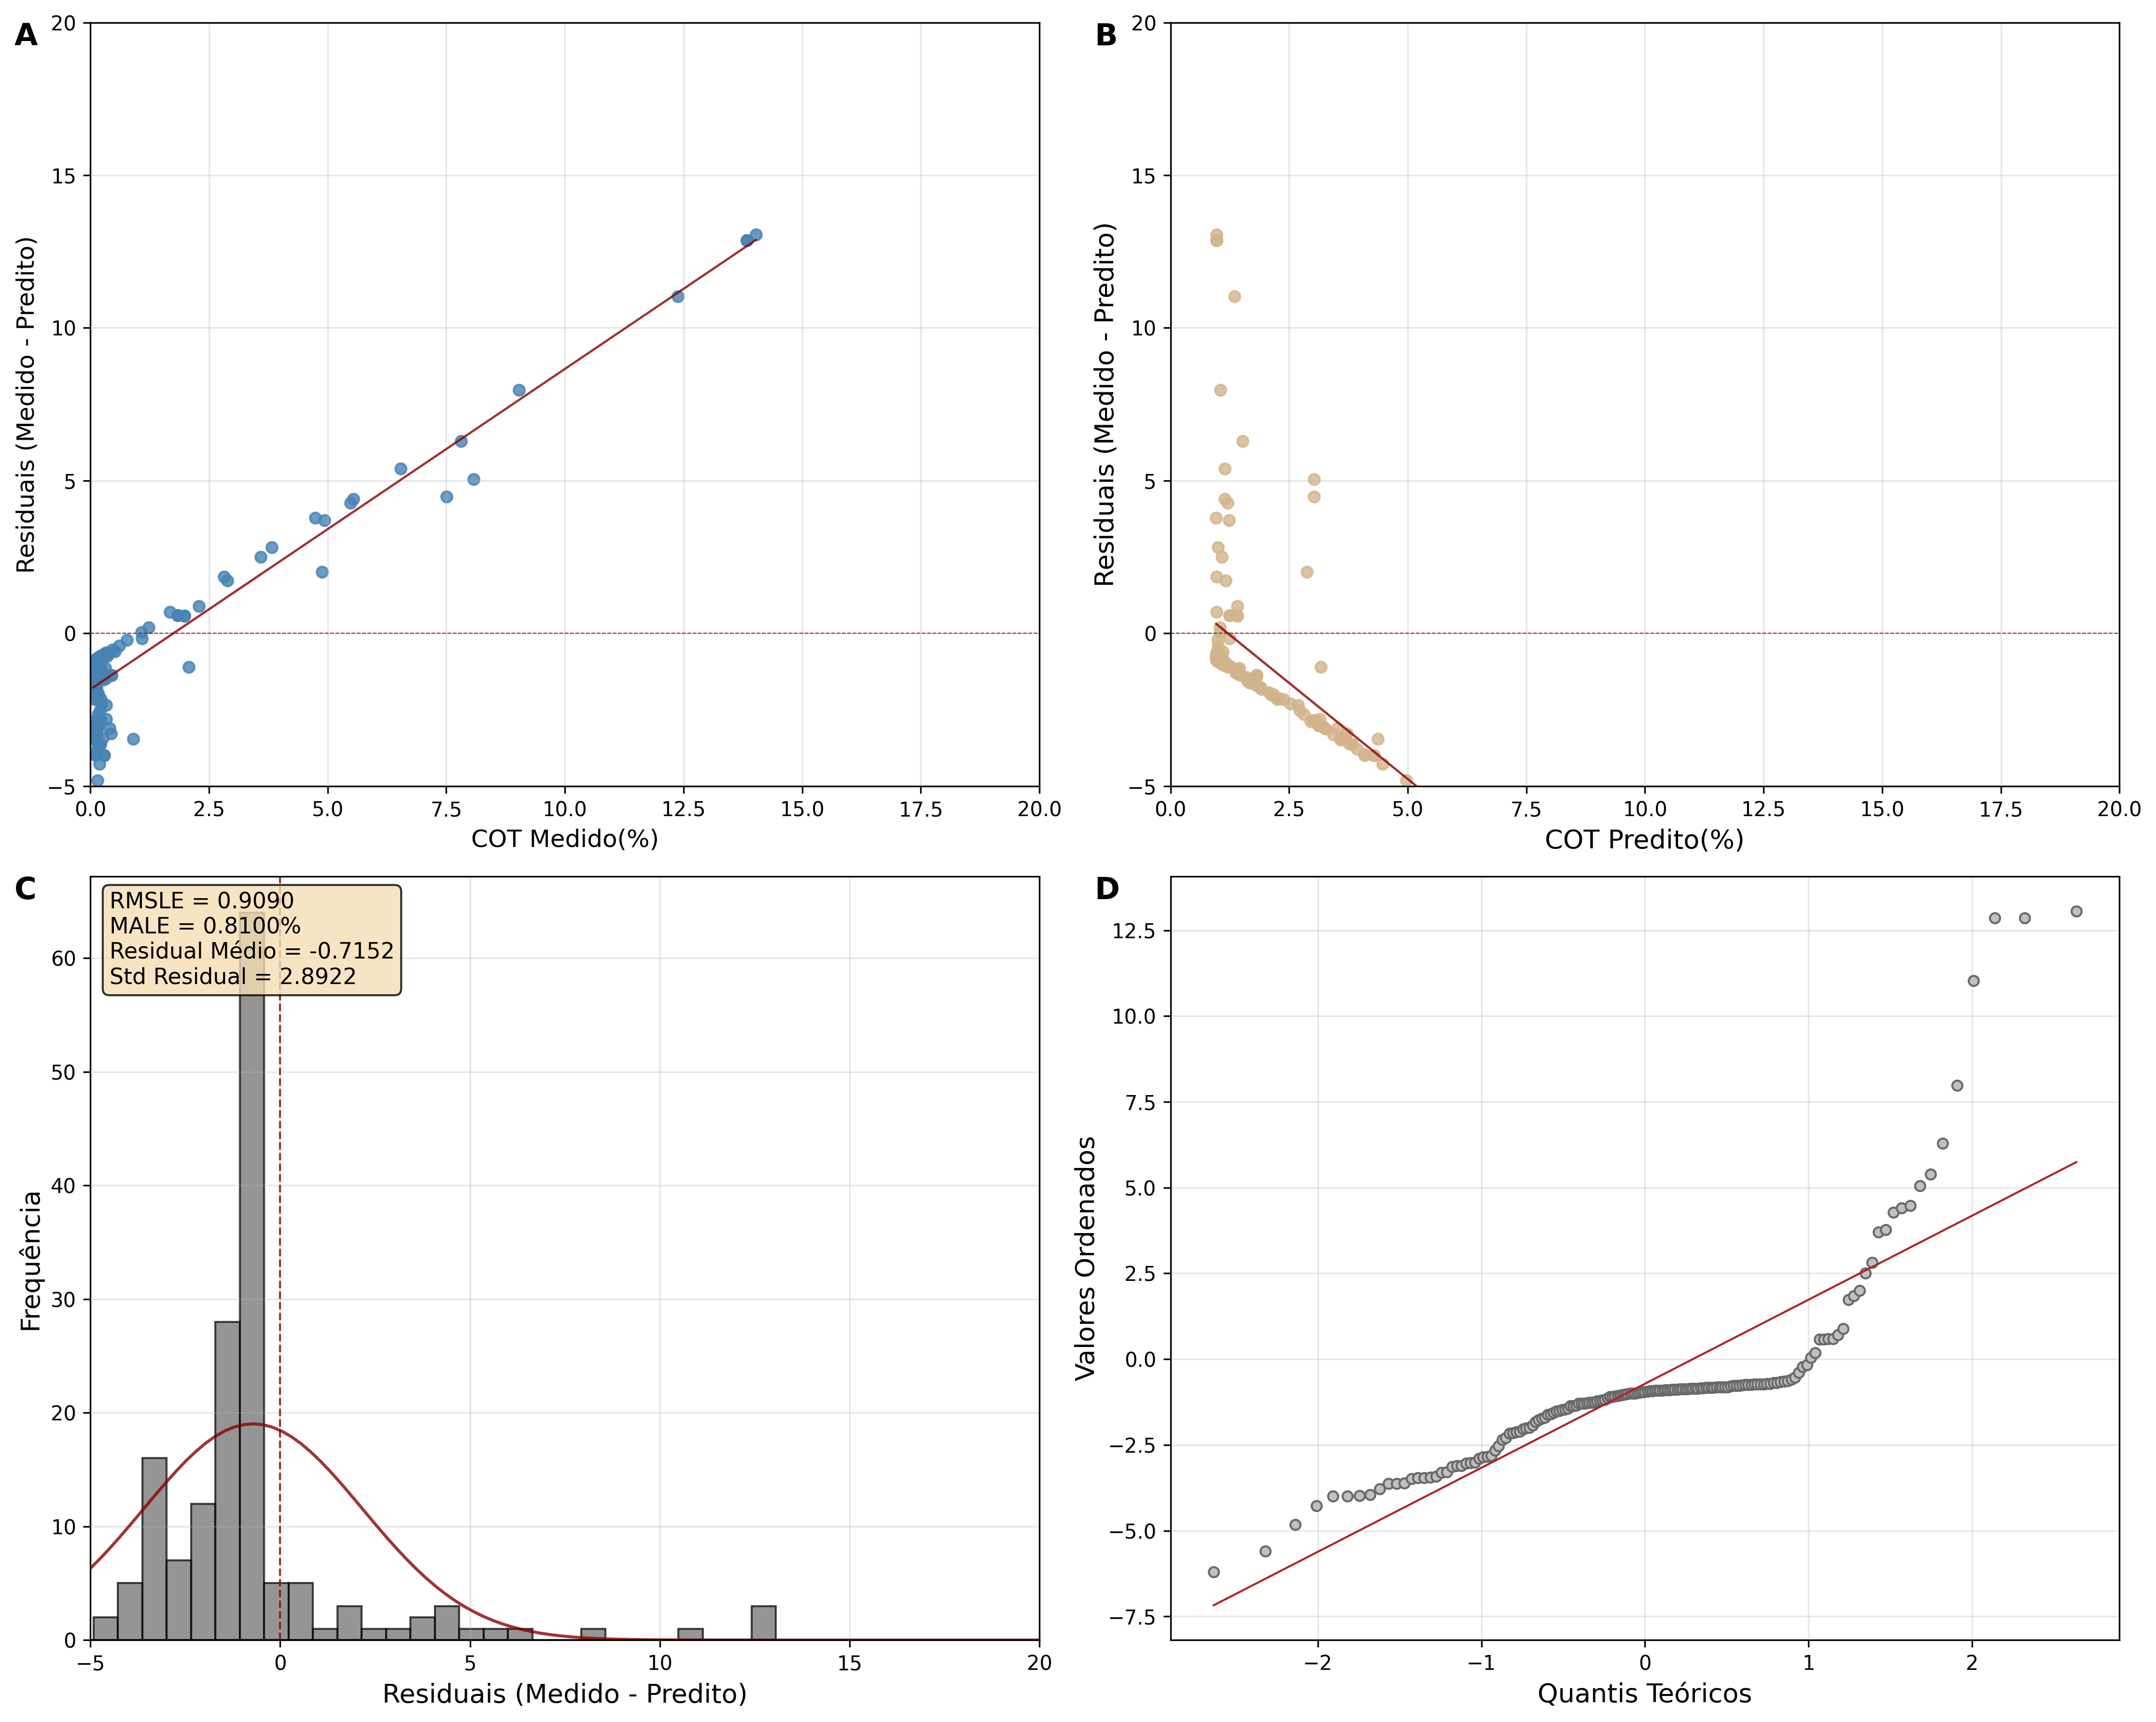 A
20
15
10
5
0
−5
Residuais (Medido - Predito)
0.0 2.5 5.0 7.5 10.0 12.5 15.0 17.5 20.0
COT Medido(%)
B
20
15
10
5
0
−5
Residuais (Medido - Predito)
0.0 2.5 5.0 7.5 10.0 12.5 15.0 17.5 20.0
COT Predito(%)
C
RMSLE = 0.9090
MALE = 0.8100%
Residual Médio = -0.7152
Std Residual = 2.8922
60
50
40
30
20
10
0
Frequência
−5 0 5 10 15 20
Residuais (Medido - Predito)
D
12.5
10.0
7.5
5.0
2.5
0.0
−2.5
−5.0
−7.5
Valores Ordenados
−2 −1 0 1 2
Quantis Teóricos